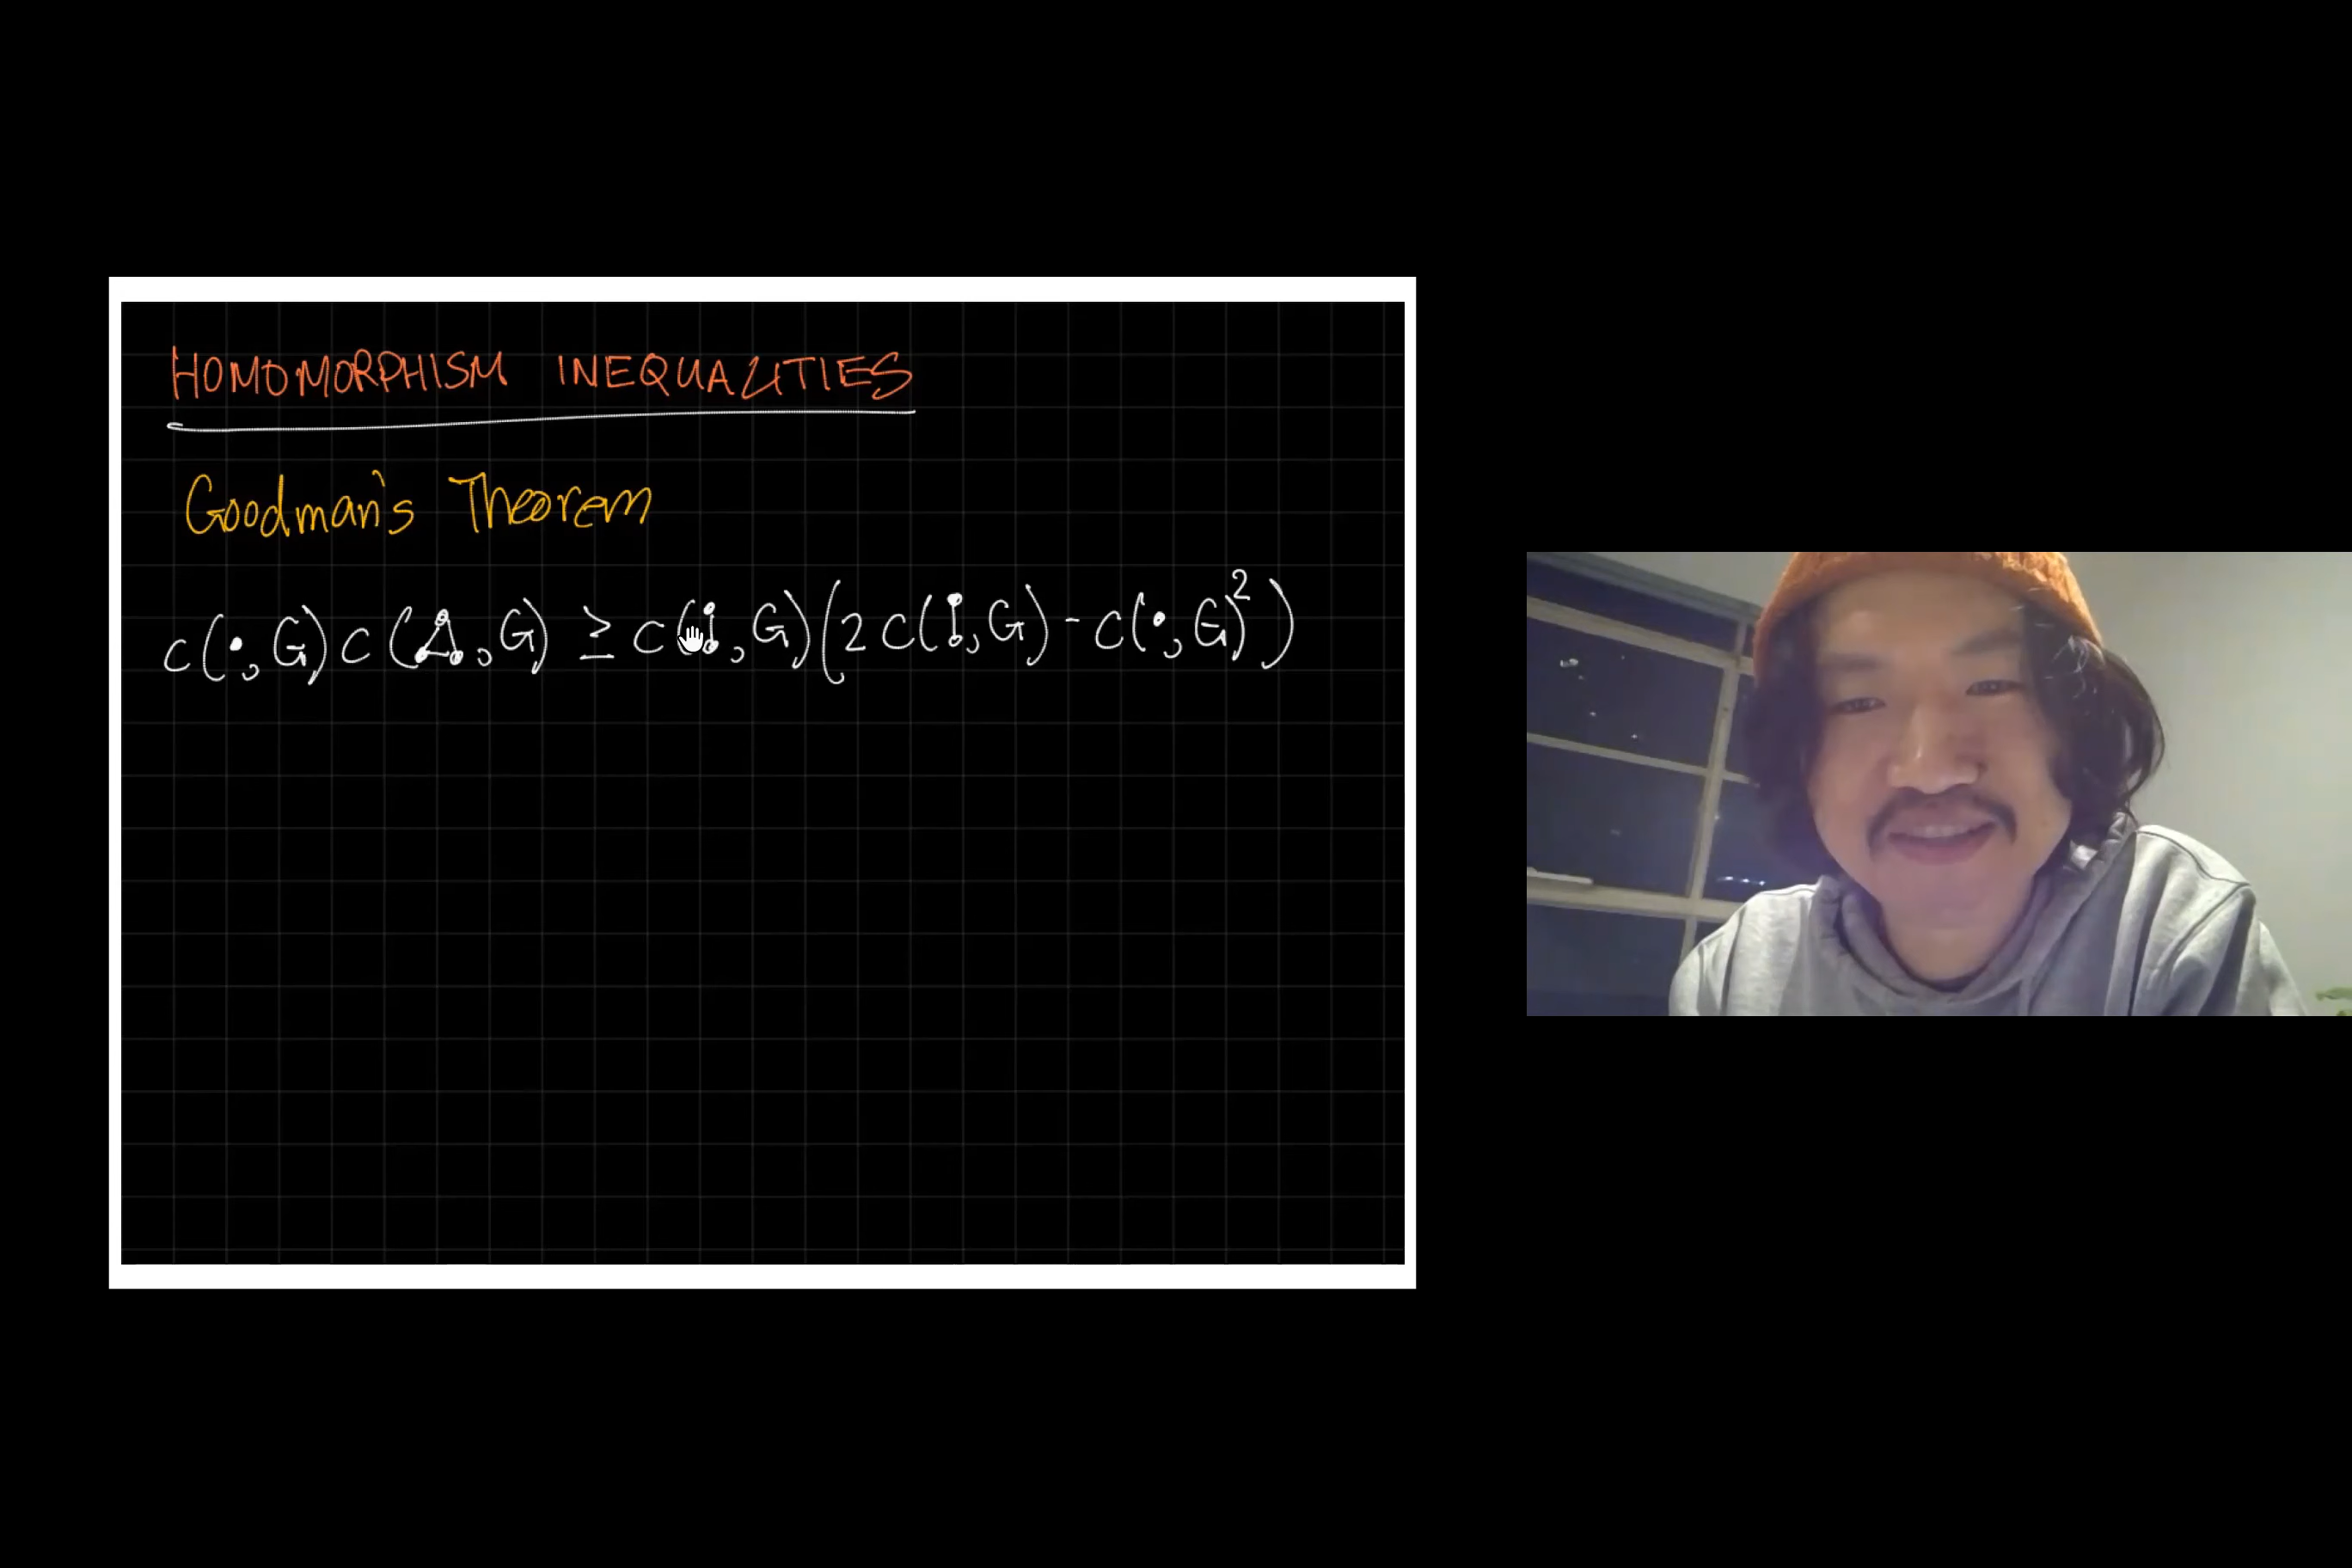 HOMOMORPHISM INEQUALITIES
Goodman's Theorem
c(•, G) c(△, G) ≥ c(⁞, G)(2c(⁞, G) - c(•, G)²)